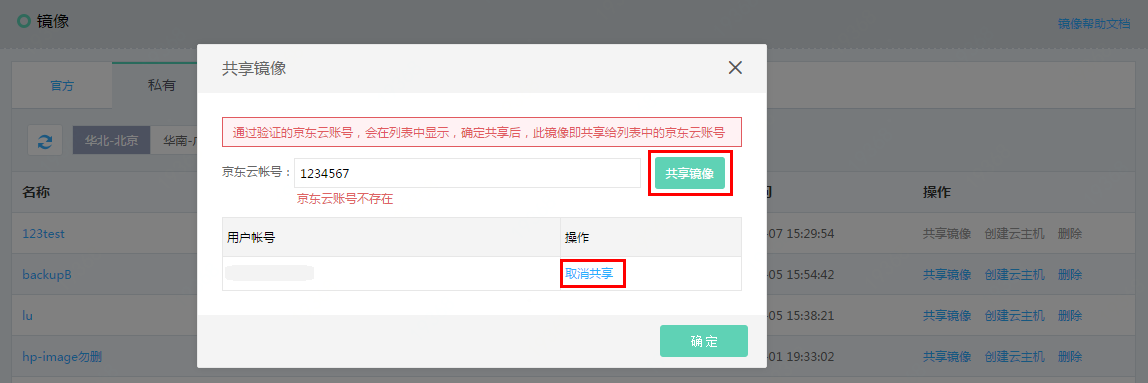 镜像
镜像帮助文档
共享镜像
官方
私有
通过验证的京东云账号，会在列表中显示，确定共享后，此镜像即共享给列表中的京东云账号
华北-北京
华南-
京东云帐号：
1234567
共享镜像
京东云账号不存在
名称
操作
用户帐号
操作
123test
-07 15:29:54
共享镜像 创建云主机 删除
取消共享
backupB
-05 15:54:42
共享镜像 创建云主机 删除
lu
-05 15:38:21
共享镜像 创建云主机 删除
确定
hp-image勿删
-01 19:33:02
共享镜像 创建云主机 删除